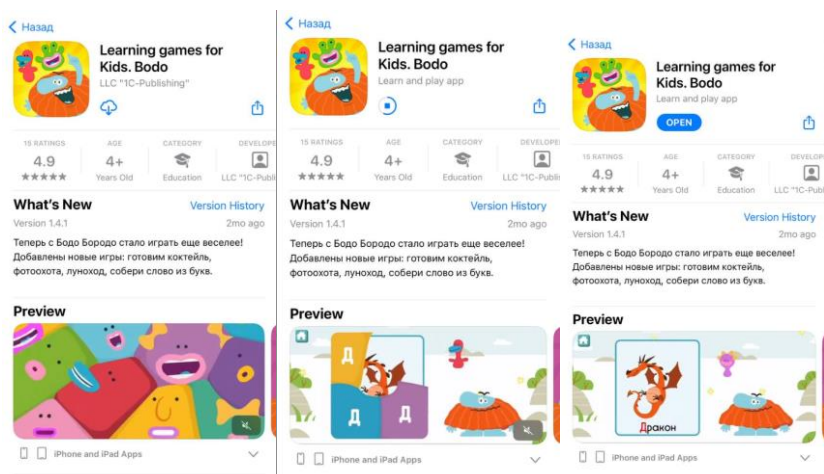 Назад
Learning games for
Kids. Bodo
LLC "1C-Publishing"
15 RATINGS
AGE
CATEGORY
DEVELOPE
4.9
4+
★★★★★
Years Old
Education
LLC "1C-Publi
What's New
Version History
Version 1.4.1
2mo ago
Теперь с Бодо Бородо стало играть еще веселее!
Добавлены новые игры: готовим коктейль,
фотоохота, луноход, собери слово из букв.
Preview
iPhone and iPad Apps
Назад
Learning games for
Kids. Bodo
Learn and play app
15 RATINGS
AGE
CATEGORY
DEVELOPE
4.9
4+
★★★★★
Years Old
Education
LLC "1C-Publi
What's New
Version History
Version 1.4.1
2mo ago
Теперь с Бодо Бородо стало играть еще веселее!
Добавлены новые игры: готовим коктейль,
фотоохота, луноход, собери слово из букв.
Preview
Д
Д
Д
iPhone and iPad Apps
Назад
Learning games for
Kids. Bodo
Learn and play app
OPEN
15 RATINGS
AGE
CATEGORY
DEVELOP
4.9
4+
★★★★★
Years Old
Education
LLC "1C-Publ
What's New
Version History
Version 1.4.1
2mo ago
Теперь с Бодо Бородо стало играть еще веселее!
Добавлены новые игры: готовим коктейль,
фотоохота, луноход, собери слово из букв.
Preview
Дракон
iPhone and iPad Apps